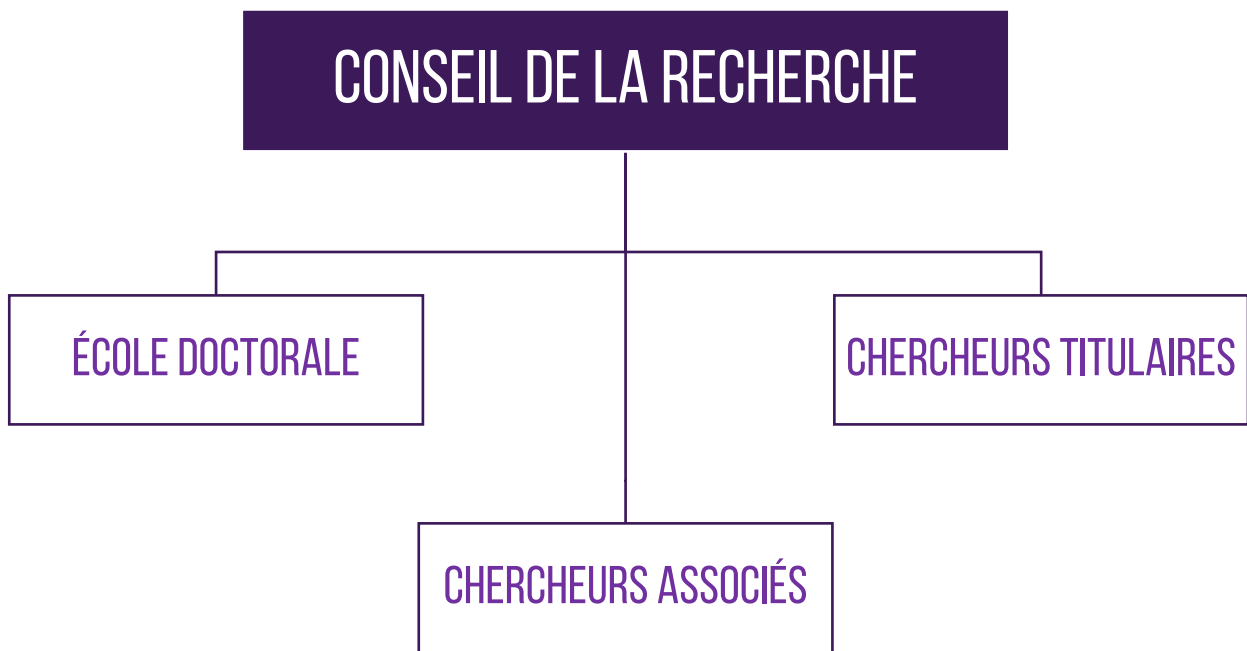 CONSEIL DE LA RECHERCHE
ÉCOLE DOCTORALE
CHERCHEURS TITULAIRES
CHERCHEURS ASSOCIÉS